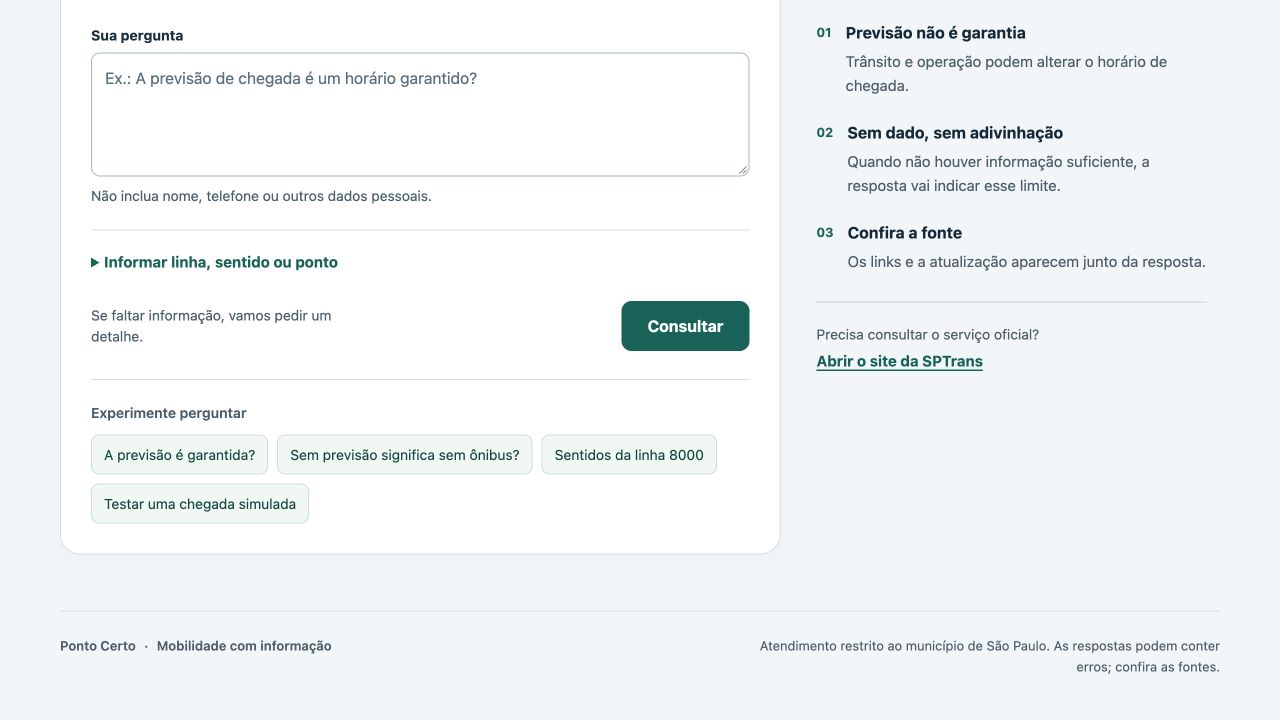 Sua pergunta
Ex.: A previsão de chegada é um horário garantido?
Não inclua nome, telefone ou outros dados pessoais.
Informar linha, sentido ou ponto
Se faltar informação, vamos pedir um
detalhe.
Consultar
Experimente perguntar
A previsão é garantida?
Sem previsão significa sem ônibus?
Sentidos da linha 8000
Testar uma chegada simulada
01 Previsão não é garantia
Trânsito e operação podem alterar o horário de
chegada.
02 Sem dado, sem adivinhação
Quando não houver informação suficiente, a
resposta vai indicar esse limite.
03 Confira a fonte
Os links e a atualização aparecem junto da resposta.
Precisa consultar o serviço oficial?
Abrir o site da SPTrans
Ponto Certo · Mobilidade com informação
Atendimento restrito ao município de São Paulo. As respostas podem conter
erros; confira as fontes.